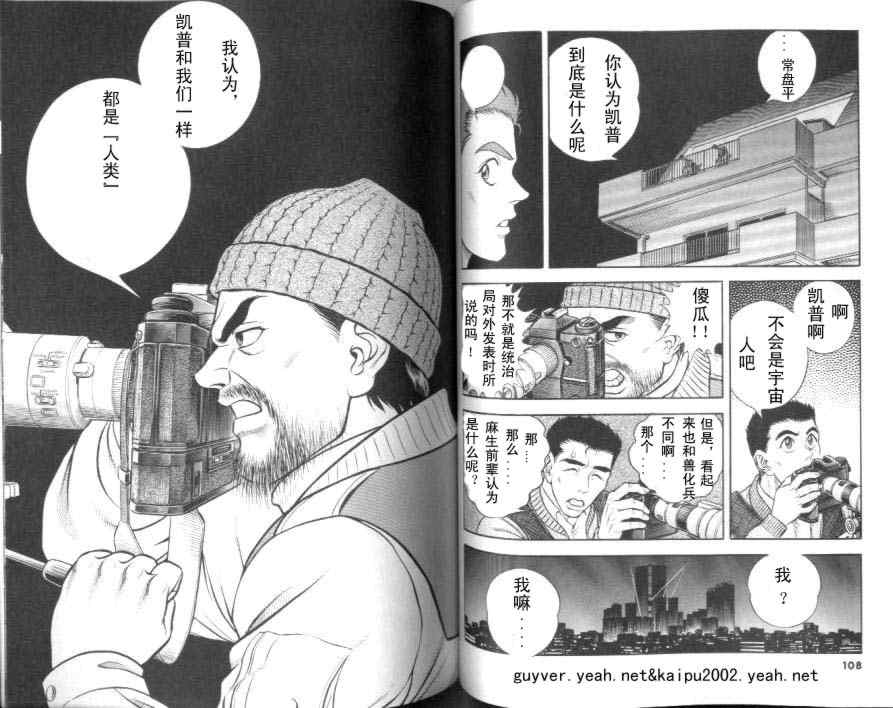 ...
常盘平
你认为凯普
到底是什么呢
啊
凯普啊
不会是宇宙
人吧
傻瓜!!
那不就是统治
局对外发表时所
说的吗!
但是,看起
来也和兽化兵
不同啊..
那个..
那...
那么....
麻生前辈认为
是什么呢?
我
?
我嘛
....
108
guyver.yeah.net&kaipu2002.yeah.net
我认为,
凯普和我们一样
都是『人类』